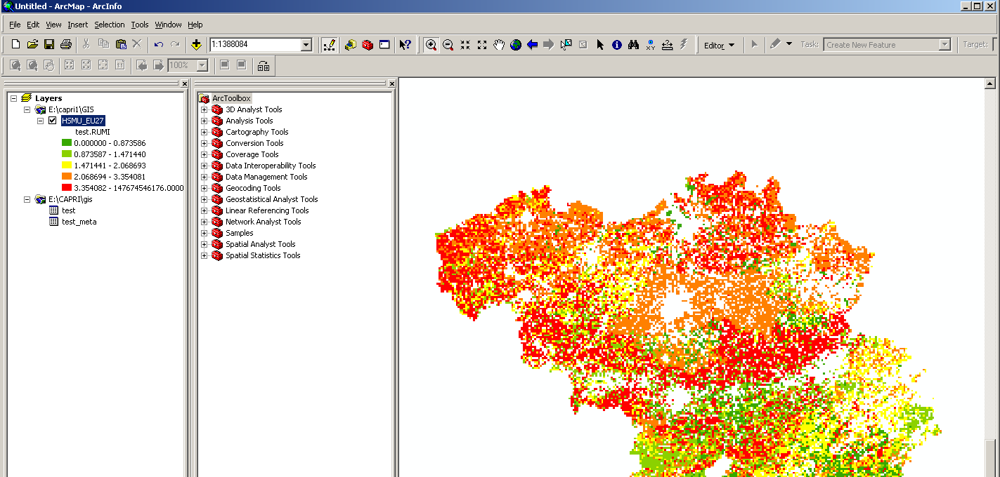 Untitled - ArcMap - ArcInfo
File Edit View Insert Selection Tools Window Help
1:1388084 Editor Task: Create New Feature Target:
100% 1:1
Layers
E:\capri1\GIS
HSMU_EU27
test.RUMI
0.000000 - 0.873586
0.873587 - 1.471440
1.471441 - 2.068693
2.068694 - 3.354081
3.354082 - 147674546176.0000
E:\CAPRI\gis
test
test_meta
ArcToolbox
3D Analyst Tools
Analysis Tools
Cartography Tools
Conversion Tools
Coverage Tools
Data Interoperability Tools
Data Management Tools
Geocoding Tools
Geostatistical Analyst Tools
Linear Referencing Tools
Network Analyst Tools
Samples
Spatial Analyst Tools
Spatial Statistics Tools